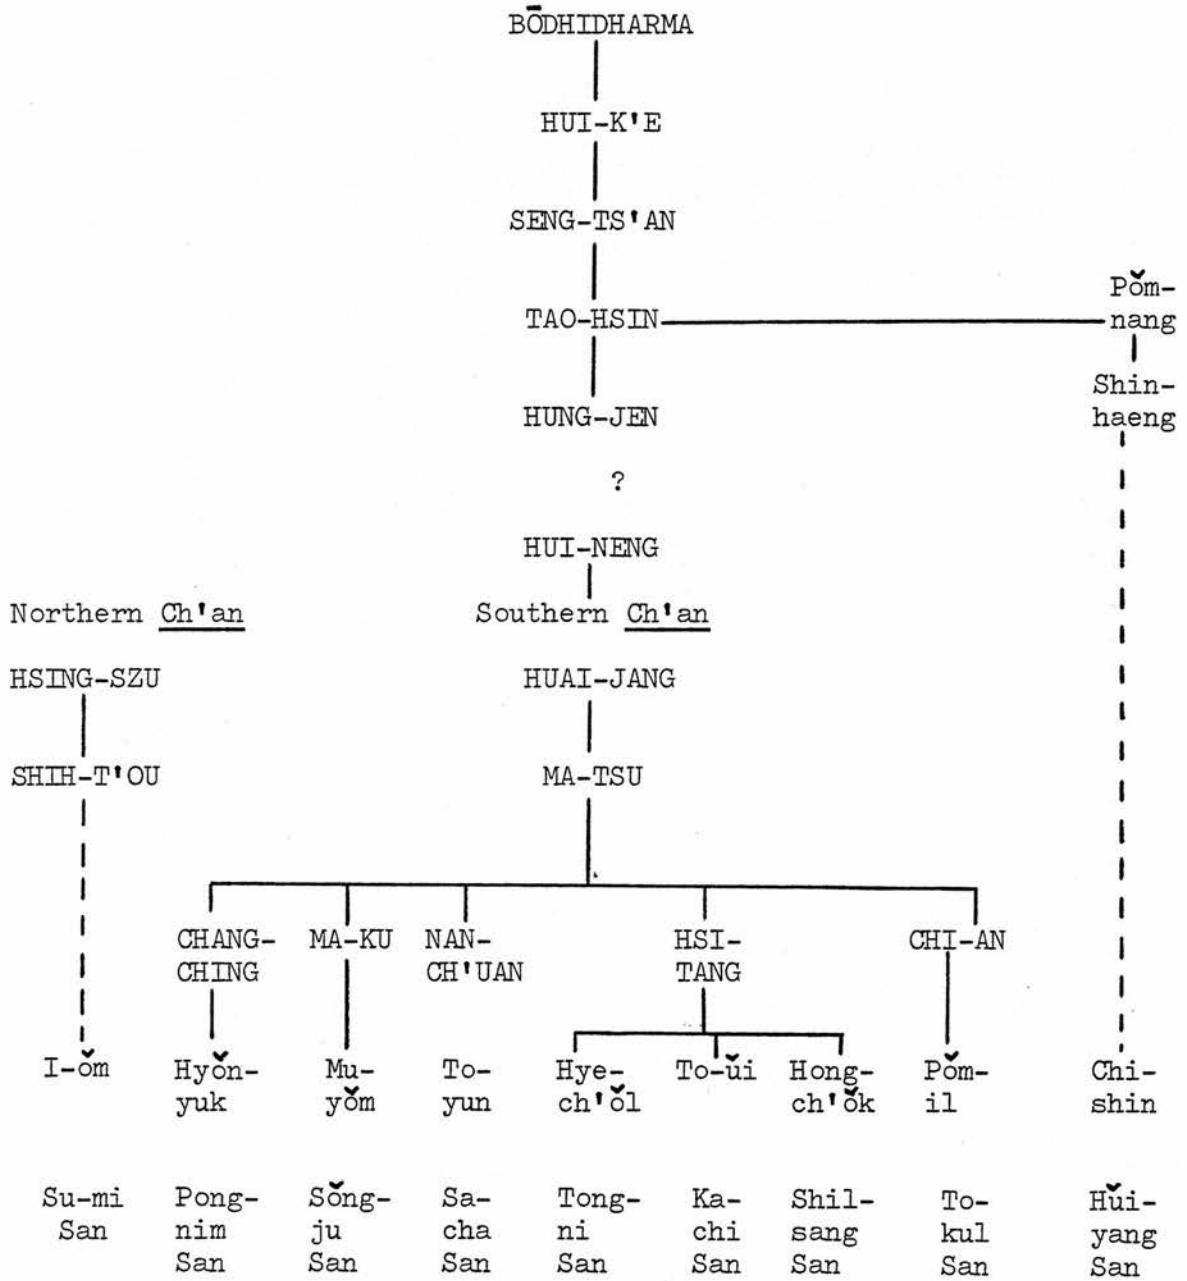 BŌDHIDHARMA
HUI-K'E
SENG-TS'AN
TAO-HSIN
Pŏm-
nang
Shin-
haeng
HUNG-JEN
?
HUI-NENG
Northern Ch'an
Southern Ch'an
HSING-SZU
HUAI-JANG
SHIH-T'OU
MA-TSU
CHANG-
CHING
MA-KU
NAN-
CH'UAN
HSI-
TANG
CHI-AN
I-ŏm
Hyŏn-
yuk
Mu-
yŏm
To-
yun
Hye-
ch'ŏl
To-ŭi
Hong-
ch'ŏk
Pŏm-
il
Chi-
shin
Su-mi
San
Pong-
nim
San
Sŏng-
ju
San
Sa-
cha
San
Tong-
ni
San
Ka-
chi
San
Shil-
sang
San
To-
kul
San
Hŭi-
yang
San